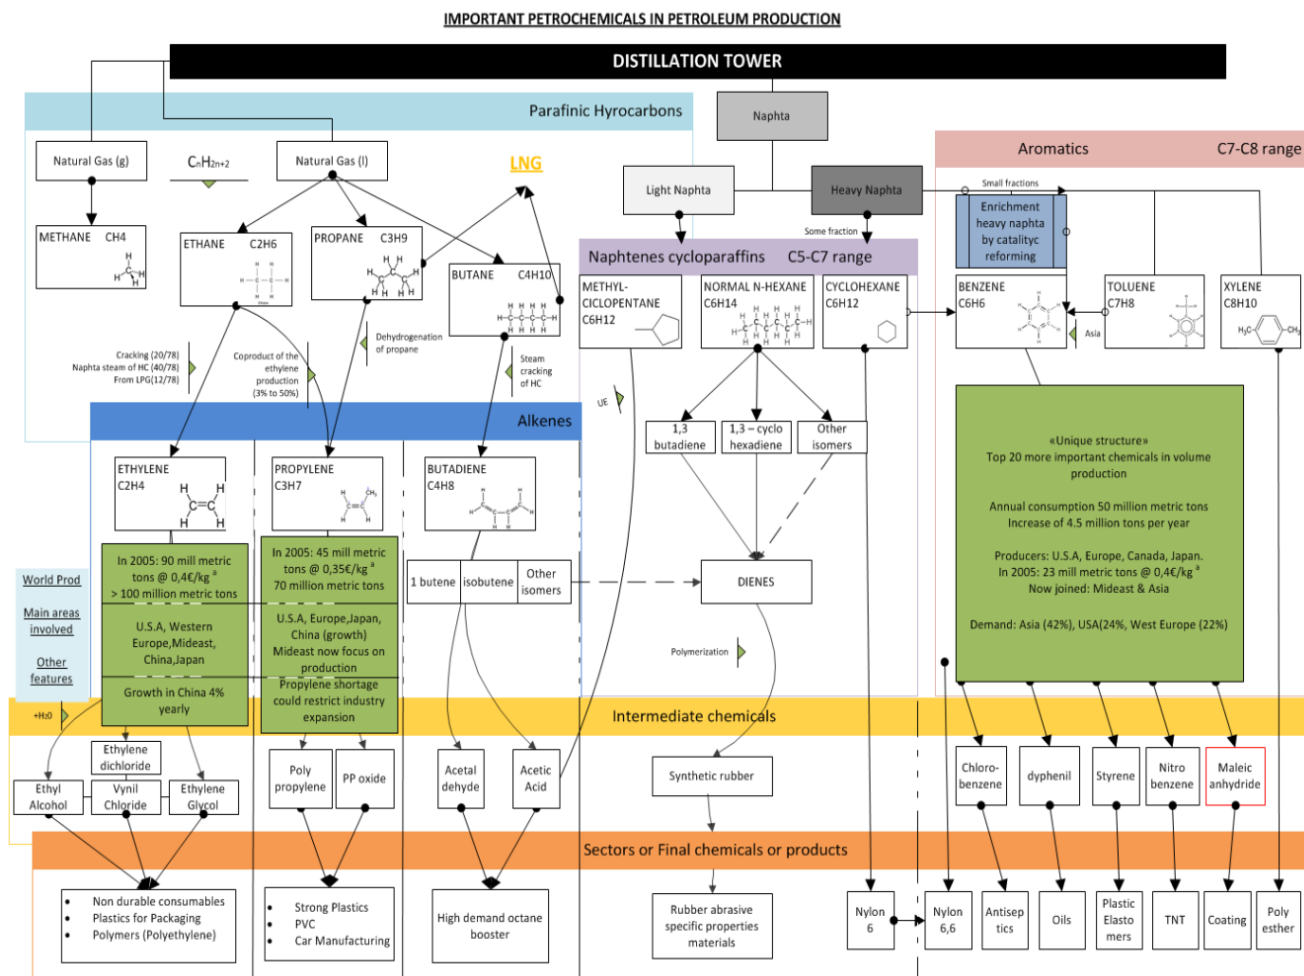 IMPORTANT PETROCHEMICALS IN PETROLEUM PRODUCTION
DISTILLATION TOWER
Parafinic Hyrocarbons
Naphta
Natural Gas (g)
CnH2n+2
Natural Gas (l)
LNG
Light Naphta
Heavy Naphta
Aromatics
C7-C8 range
Small fractions
Enrichment
heavy naphta
by catalityc
reforming
Some fraction
METHANE CH4
ETHANE C2H6
PROPANE C3H9
BUTANE C4H10
Naphtenes cycloparaffins C5-C7 range
METHYL-
CICLOPENTANE
C6H12
NORMAL N-HEXANE
C6H14
CYCLOHEXANE
C6H12
BENZENE
C6H6
TOLUENE
C7H8
XYLENE
C8H10
H3C
CH3
Asia
Cracking (20/78)
Naphta steam of HC (40/78)
From LPG(12/78)
Coproduct of the
ethylene
production
(3% to 50%)
Dehydrogenation
of propane
Steam
cracking
of HC
UE
Alkenes
1,3
butadiene
1,3 – cyclo
hexadiene
Other
isomers
ETHYLENE
C2H4
PROPYLENE
C3H7
BUTADIENE
C4H8
«Unique structure»
Top 20 more important chemicals in volume
production
Annual consumption 50 million metric tons
Increase of 4.5 million tons per year
Producers: U.S.A, Europe, Canada, Japan.
In 2005: 23 mill metric tons @ 0,4€/kg a
Now joined: Mideast & Asia
Demand: Asia (42%), USA(24%, West Europe (22%)
World Prod
Main areas
involved
Other
features
In 2005: 90 mill metric
tons @ 0,4€/kg a
> 100 million metric tons
U.S.A, Western
Europe,Mideast,
China,Japan
Growth in China 4%
yearly
In 2005: 45 mill metric
tons @ 0,35€/kg a
70 million metric tons
U.S.A, Europe,Japan,
China (growth)
Mideast now focus on
production
Propylene shortage
could restrict industry
expansion
1 butene
isobutene
Other
isomers
DIENES
Polymerization
+H20
Intermediate chemicals
Ethylene
dichloride
Ethyl
Alcohol
Vynil
Chloride
Ethylene
Glycol
Poly
propylene
PP oxide
Acetal
dehyde
Acetic
Acid
Synthetic rubber
Chloro-
benzene
dyphenil
Styrene
Nitro
benzene
Maleic
anhydride
Sectors or Final chemicals or products
• Non durable consumables
• Plastics for Packaging
• Polymers (Polyethylene)
• Strong Plastics
• PVC
• Car Manufacturing
High demand octane
booster
Rubber abrasive
specific properties
materials
Nylon
6
Nylon
6,6
Antisep
tics
Oils
Plastic
Elasto
mers
TNT
Coating
Poly
esther